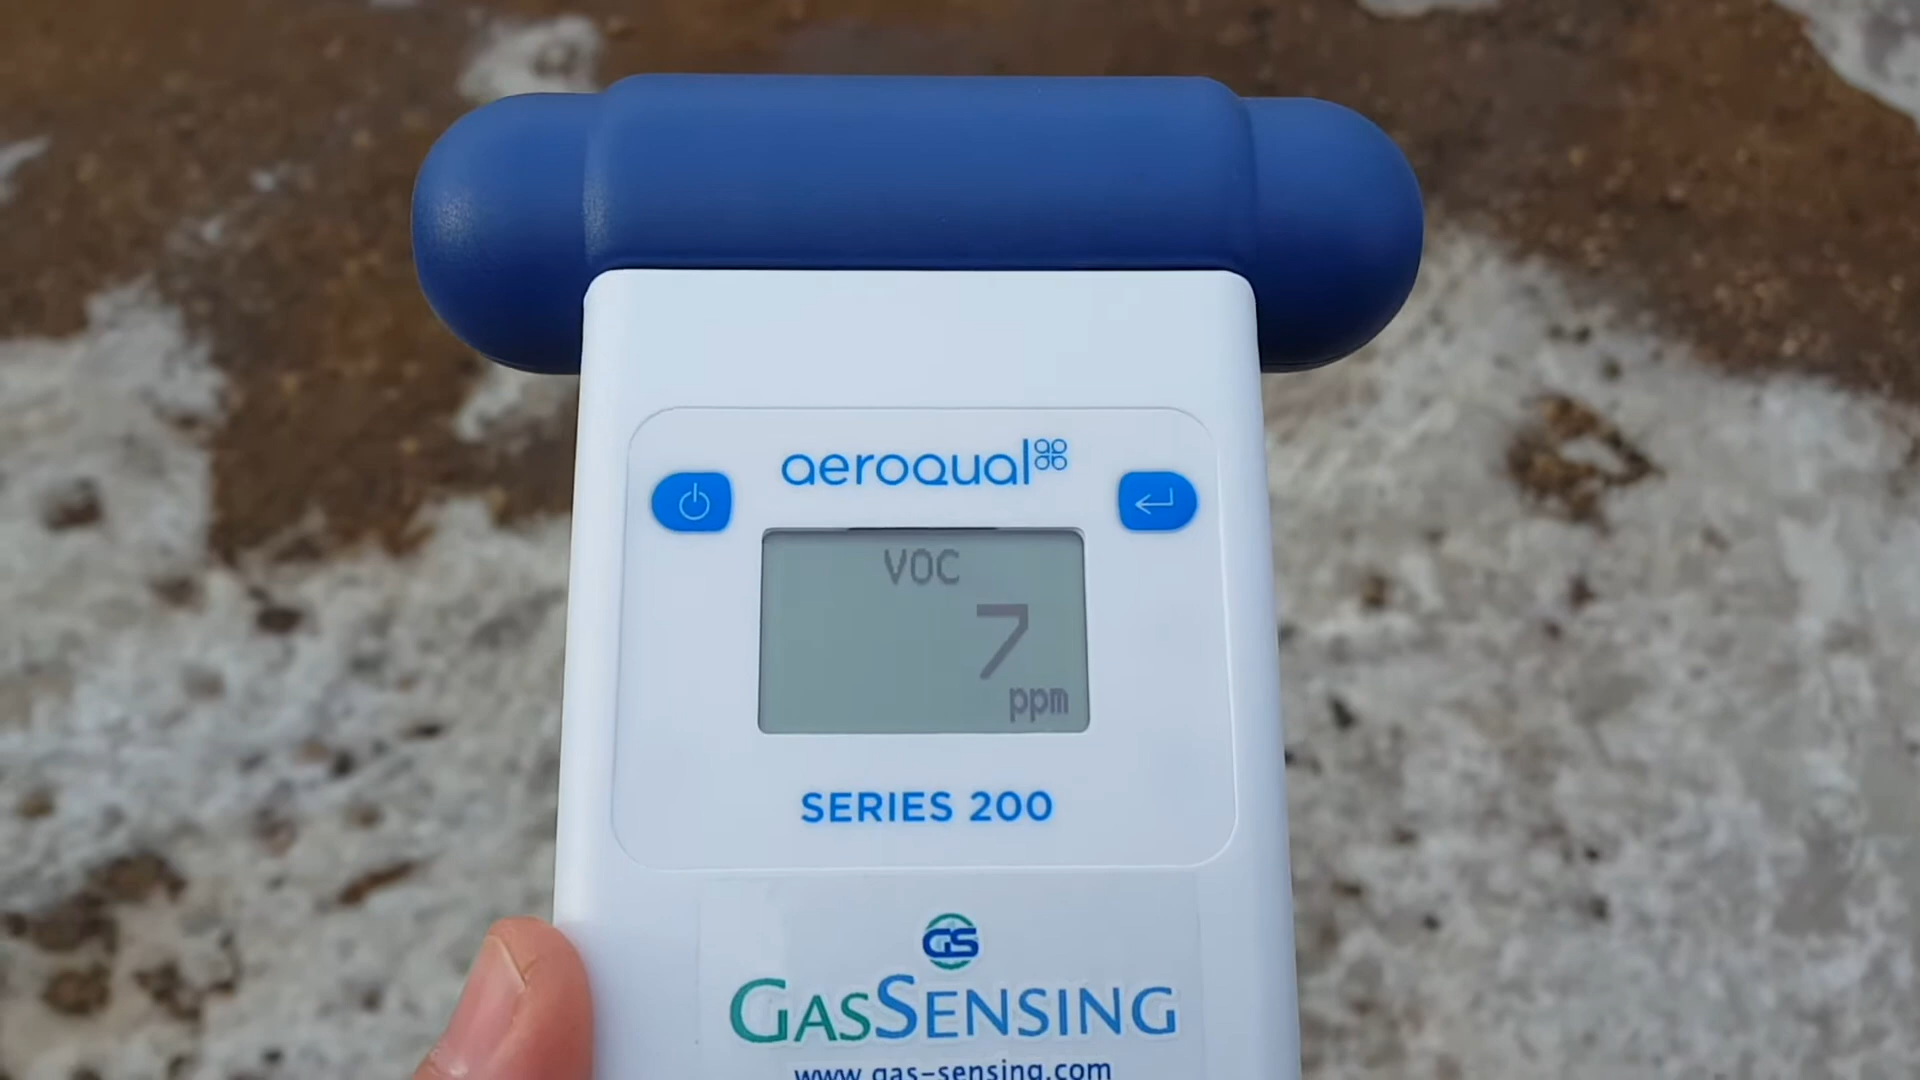 aeroqual
VOC
7
ppm
SERIES 200
GS
GASSENSING
www.gas-sensing.com